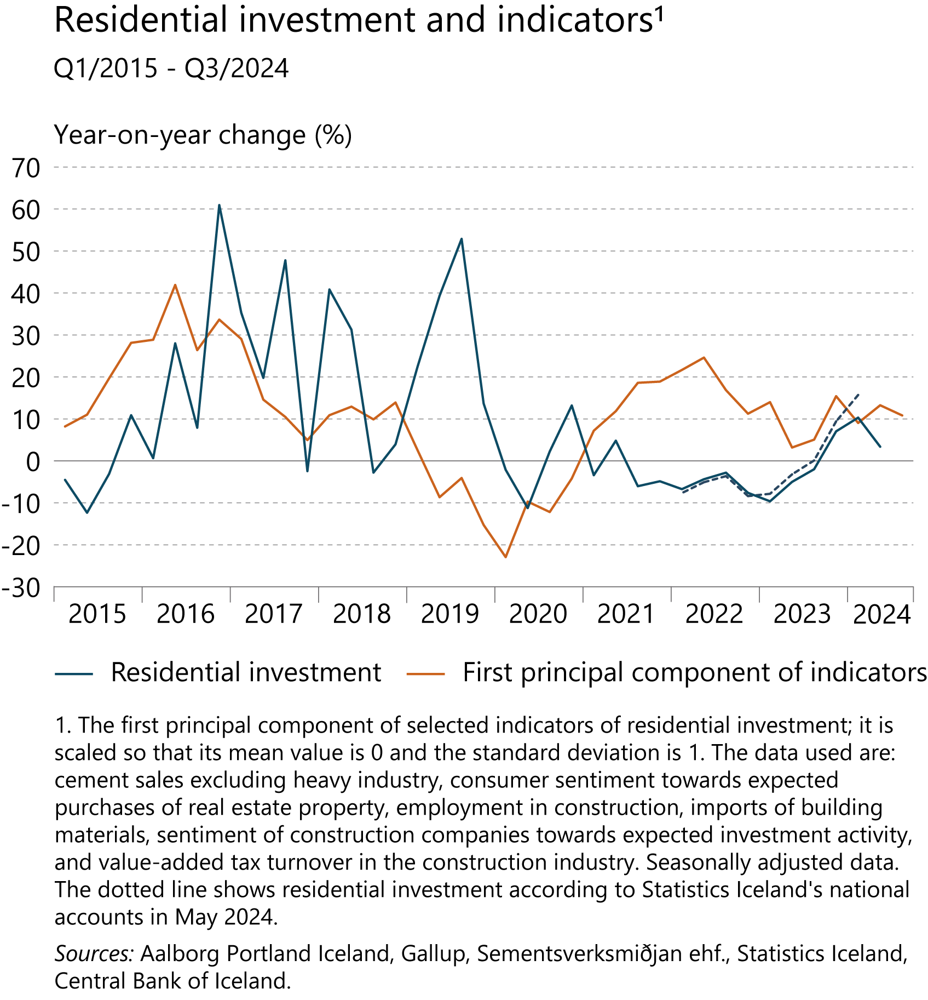 Residential investment and indicators¹
Q1/2015 - Q3/2024
Year-on-year change (%)
70
60
50
40
30
20
10
0
-10
-20
-30
2015 2016 2017 2018 2019 2020 2021 2022 2023 2024
Residential investment First principal component of indicators
1. The first principal component of selected indicators of residential investment; it is
scaled so that its mean value is 0 and the standard deviation is 1. The data used are:
cement sales excluding heavy industry, consumer sentiment towards expected
purchases of real estate property, employment in construction, imports of building
materials, sentiment of construction companies towards expected investment activity,
and value-added tax turnover in the construction industry. Seasonally adjusted data.
The dotted line shows residential investment according to Statistics Iceland's national
accounts in May 2024.
Sources: Aalborg Portland Iceland, Gallup, Sementsverksmiðjan ehf., Statistics Iceland,
Central Bank of Iceland.